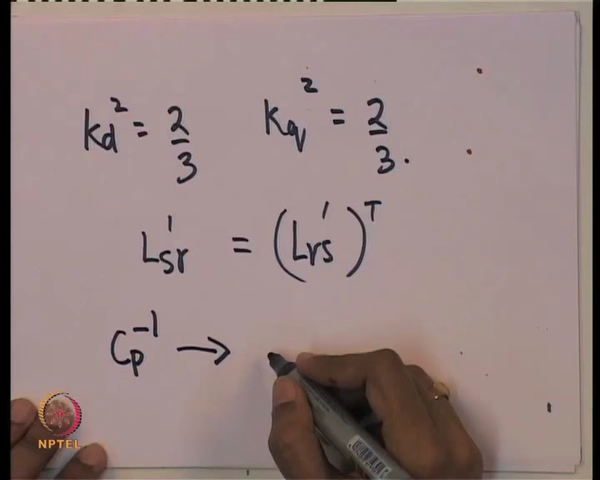 kd² = 2/3 kq² = 2/3.
L'sr = (L'rs)ᵀ
Cp⁻¹ →
NPTEL